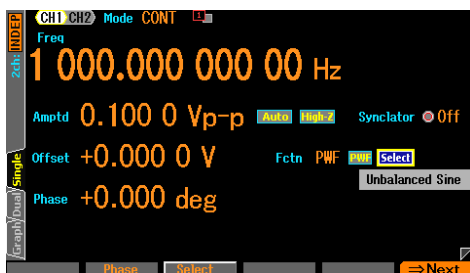 2ch: INDEP
CH1 CH2 Mode CONT 1
Freq
1 000.000 000 00 Hz
Amptd 0.100 0 Vp-p Auto High-Z Synclator Off
Offset +0.000 0 V Fctn PWF PWF Select
Unbalanced Sine
Phase +0.000 deg
Graph Dual Single
Phase Select ⇒Next